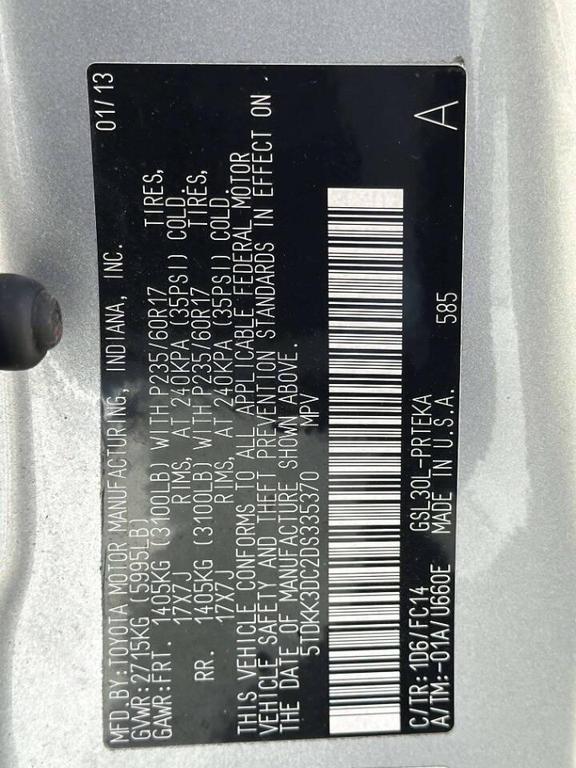 MFD.BY:TOYOTA MOTOR MANUFACTURING, INDIANA, INC. 01/13
GVWR:2715KG (5995LB)
GAWR:FRT. 1405KG (3100LB) WITH P235/60R17 TIRES,
17X7J RIMS, AT 240KPA (35PSI) COLD.
RR. 1405KG (3100LB) WITH P235/60R17 TIRES,
17X7J RIMS, AT 240KPA (35PSI) COLD.
THIS VEHICLE CONFORMS TO ALL APPLICABLE FEDERAL MOTOR
VEHICLE SAFETY AND THEFT PREVENTION STANDARDS IN EFFECT ON
THE DATE OF MANUFACTURE SHOWN ABOVE.
5TDKK3DC2DS335370 MPV
C/TR:1D6/FC14 GSL30L-PRTEKA 585 A
A/TM:-01A/U660E MADE IN U.S.A.